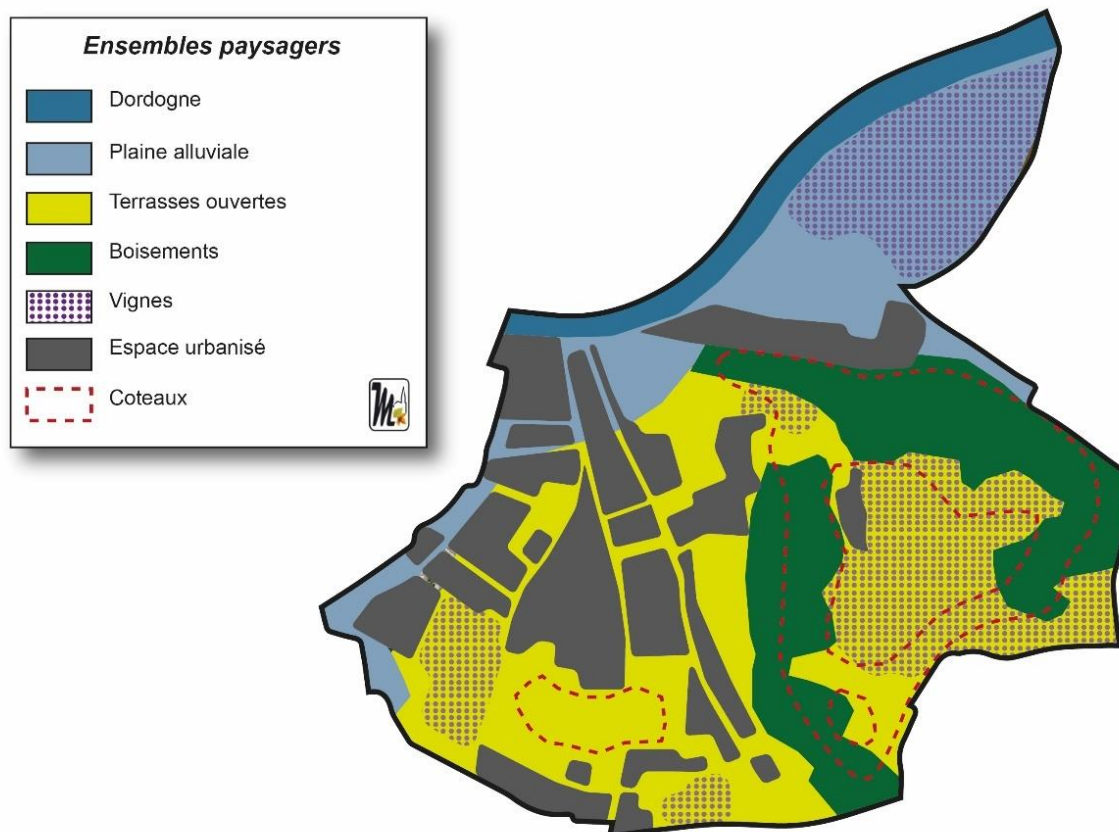 Ensembles paysagers
Dordogne
Plaine alluviale
Terrasses ouvertes
Boisements
Vignes
Espace urbanisé
Coteaux